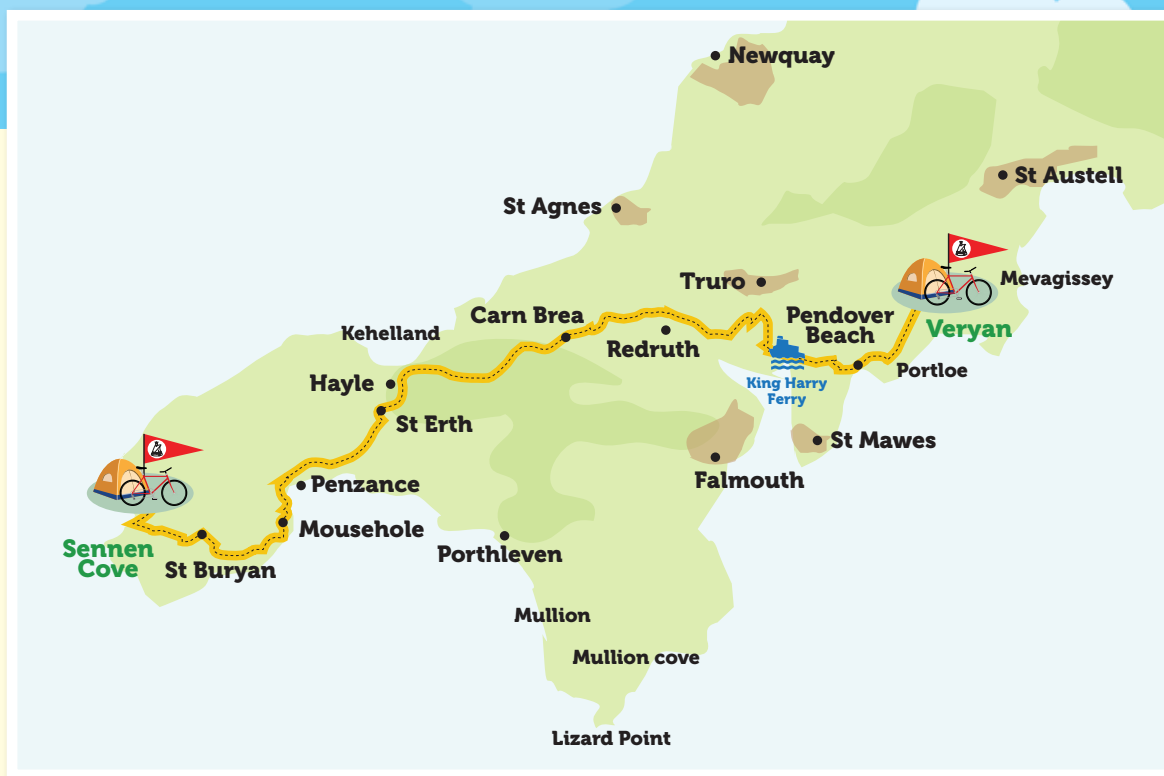 Newquay
St Austell
St Agnes
Mevagissey
Truro
Carn Brea
Pendover
Beach
Veryan
Kehelland
Redruth
Portloe
Hayle
King Harry
Ferry
St Erth
St Mawes
Falmouth
Penzance
Mousehole
Sennen
Cove
St Buryan
Porthleven
Mullion
Mullion cove
Lizard Point